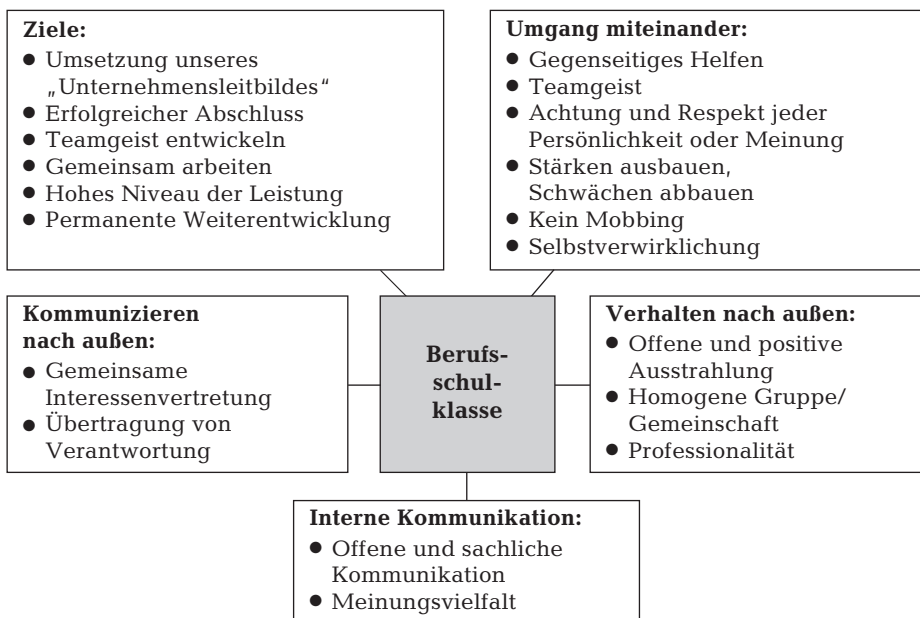 Ziele:
● Umsetzung unseres
„Unternehmensleitbildes“
● Erfolgreicher Abschluss
● Teamgeist entwickeln
● Gemeinsam arbeiten
● Hohes Niveau der Leistung
● Permanente Weiterentwicklung
Umgang miteinander:
● Gegenseitiges Helfen
● Teamgeist
● Achtung und Respekt jeder
Persönlichkeit oder Meinung
● Stärken ausbauen,
Schwächen abbauen
● Kein Mobbing
● Selbstverwirklichung
Kommunizieren
nach außen:
● Gemeinsame
Interessenvertretung
● Übertragung von
Verantwortung
Berufs-
schul-
klasse
Verhalten nach außen:
● Offene und positive
Ausstrahlung
● Homogene Gruppe/
Gemeinschaft
● Professionalität
Interne Kommunikation:
● Offene und sachliche
Kommunikation
● Meinungsvielfalt